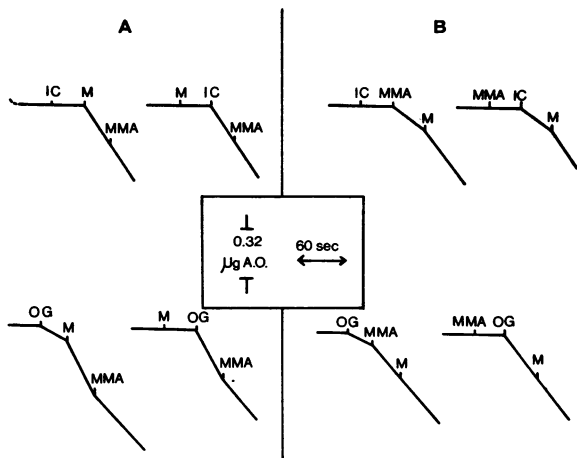 A B
IC M M IC IC MMA MMA IC
MMA MMA M M
0.32 60 sec
µg A.O.
OG M OG OG MMA MMA OG
M MMA
MMA M M